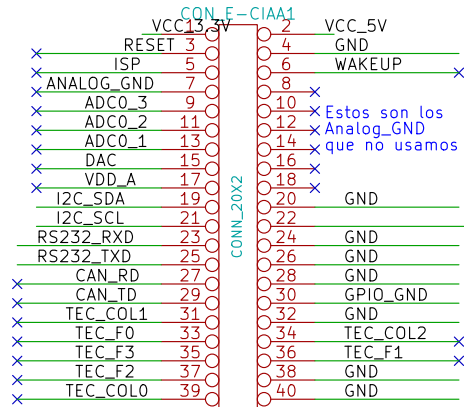 CON_E-CIAA1
VCC_3.3V 1 2 VCC_5V
RESET 3 4 GND
ISP 5 6 WAKEUP
ANALOG_GND 7 8
ADC0_3 9 10
ADC0_2 11 12
ADC0_1 13 14
DAC 15 16
VDD_A 17 18
Estos son los
Analog_GND
que no usamos
I2C_SDA 19 20 GND
I2C_SCL 21 22
RS232_RXD 23 24 GND
RS232_TXD 25 26 GND
CAN_RD 27 28 GND
CAN_TD 29 30 GPIO_GND
TEC_COL1 31 32 GND
TEC_F0 33 34 TEC_COL2
TEC_F3 35 36 TEC_F1
TEC_F2 37 38 GND
TEC_COL0 39 40 GND
CONN_20X2